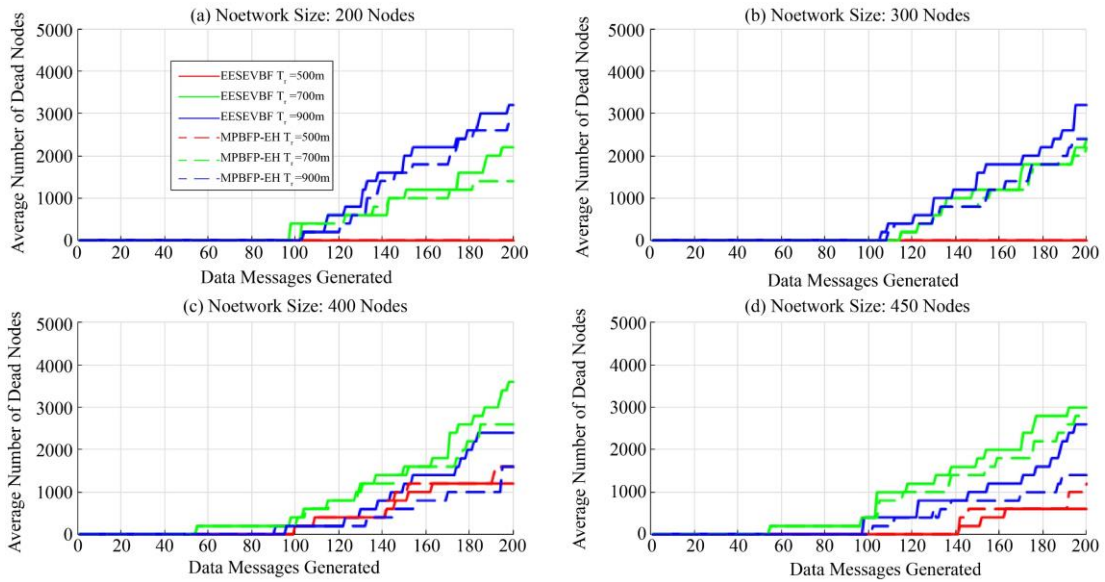 (a) Noetwork Size: 200 Nodes
Average Number of Dead Nodes
5000
4000
3000
2000
1000
0
EESEVBF Tr =500m
EESEVBF Tr =700m
EESEVBF Tr =900m
MPBFP-EH Tr =500m
MPBFP-EH Tr =700m
MPBFP-EH Tr =900m
0 20 40 60 80 100 120 140 160 180 200
Data Messages Generated
(b) Noetwork Size: 300 Nodes
Average Number of Dead Nodes
5000
4000
3000
2000
1000
0
0 20 40 60 80 100 120 140 160 180 200
Data Messages Generated
(c) Noetwork Size: 400 Nodes
Average Number of Dead Nodes
5000
4000
3000
2000
1000
0
0 20 40 60 80 100 120 140 160 180 200
Data Messages Generated
(d) Noetwork Size: 450 Nodes
Average Number of Dead Nodes
5000
4000
3000
2000
1000
0
0 20 40 60 80 100 120 140 160 180 200
Data Messages Generated